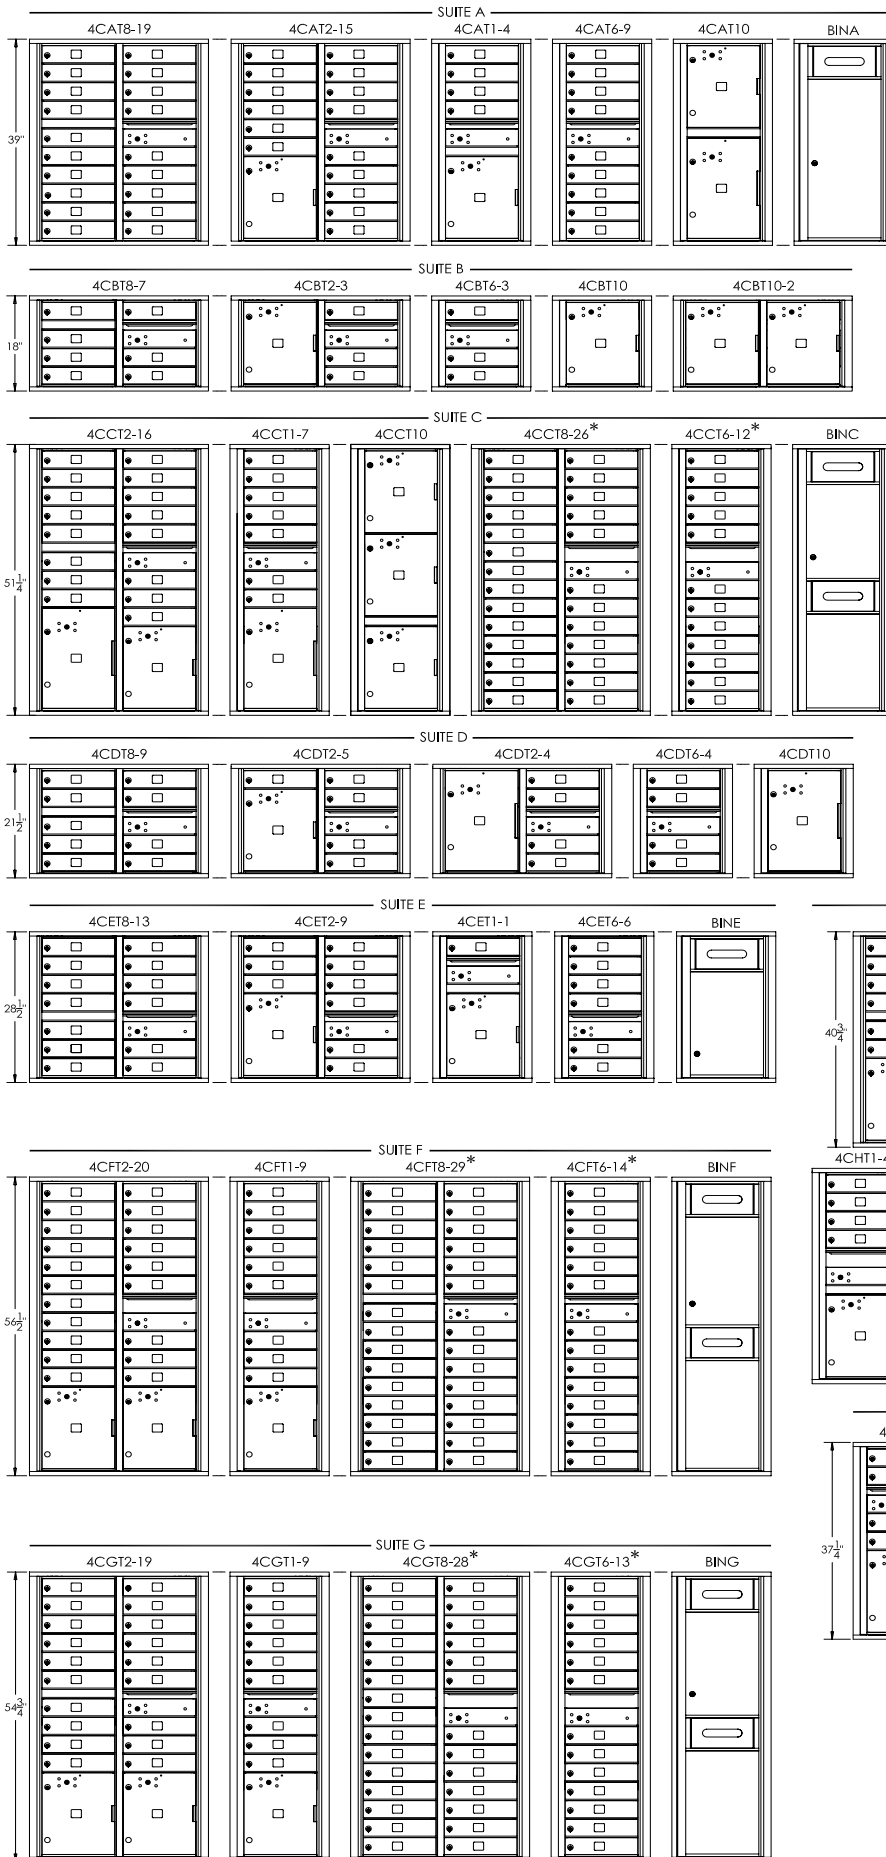 SUITE A
4CAT8-19 4CAT2-15 4CAT1-4 4CAT6-9 4CAT10 BINA
39"
SUITE B
4CBT8-7 4CBT2-3 4CBT6-3 4CBT10 4CBT10-2
18"
SUITE C
4CCT2-16 4CCT1-7 4CCT10 4CCT8-26* 4CCT6-12* BINC
51 1/4"
SUITE D
4CDT8-9 4CDT2-5 4CDT2-4 4CDT6-4 4CDT10
21 1/2"
SUITE E
4CET8-13 4CET2-9 4CET1-1 4CET6-6 BINE
28 1/2"
40 3/4"
SUITE F
4CFT2-20 4CFT1-9 4CFT8-29* 4CFT6-14* BINF
4CHT1-4
56 1/2"
4
37 1/4"
SUITE G
4CGT2-19 4CGT1-9 4CGT8-28* 4CGT6-13* BING
54 3/4"